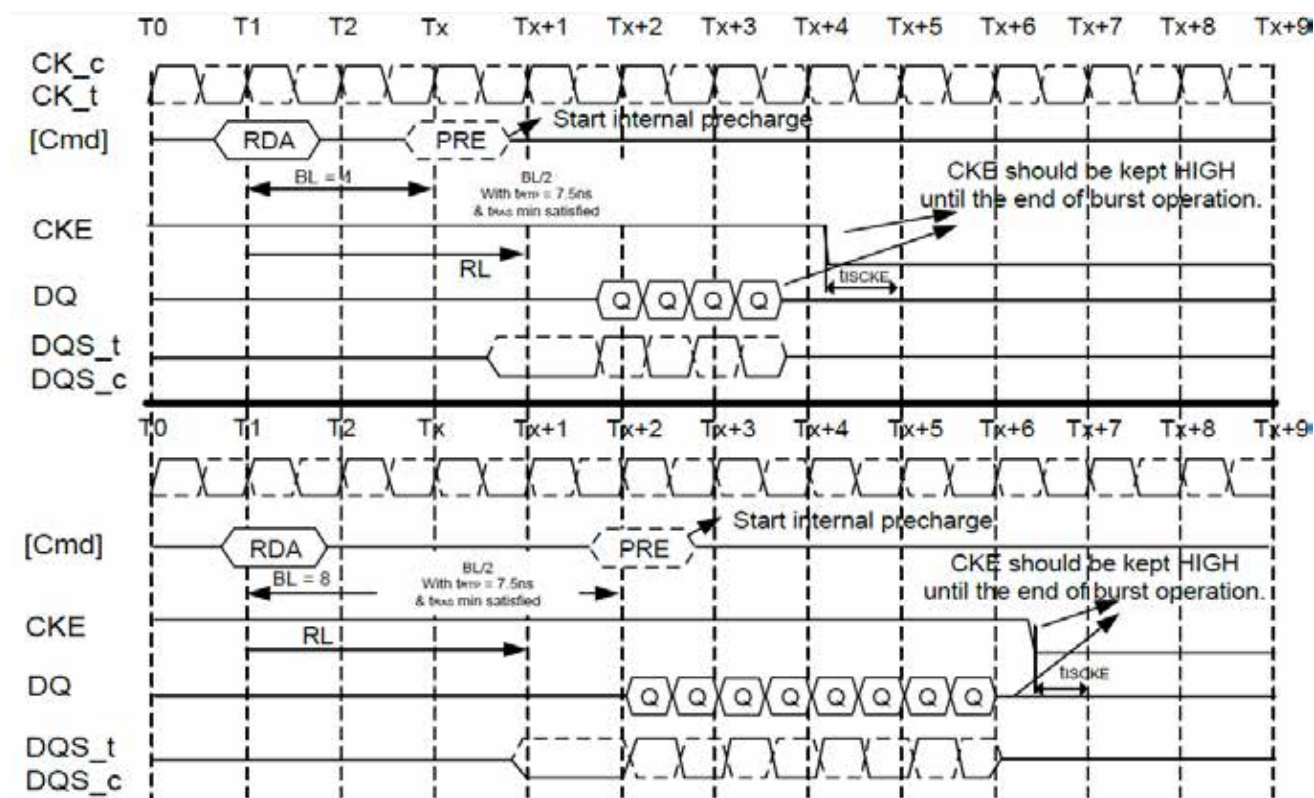 T0 T1 T2 Tx Tx+1 Tx+2 Tx+3 Tx+4 Tx+5 Tx+6 Tx+7 Tx+8 Tx+9
CK_c
CK_t
[Cmd] RDA PRE Start internal precharge
BL = 4
BL/2
With tRTP = 7.5ns
& tRAS min satisfied
CKE should be kept HIGH
until the end of burst operation.
CKE
RL
tISCKE
DQ Q Q Q Q
DQS_t
DQS_c
T0 T1 T2 Tx Tx+1 Tx+2 Tx+3 Tx+4 Tx+5 Tx+6 Tx+7 Tx+8 Tx+9
[Cmd] RDA PRE Start internal precharge
BL = 8
BL/2
With tRTP = 7.5ns
& tRAS min satisfied
CKE should be kept HIGH
until the end of burst operation.
CKE
RL
tISCKE
DQ Q Q Q Q Q Q Q Q
DQS_t
DQS_c